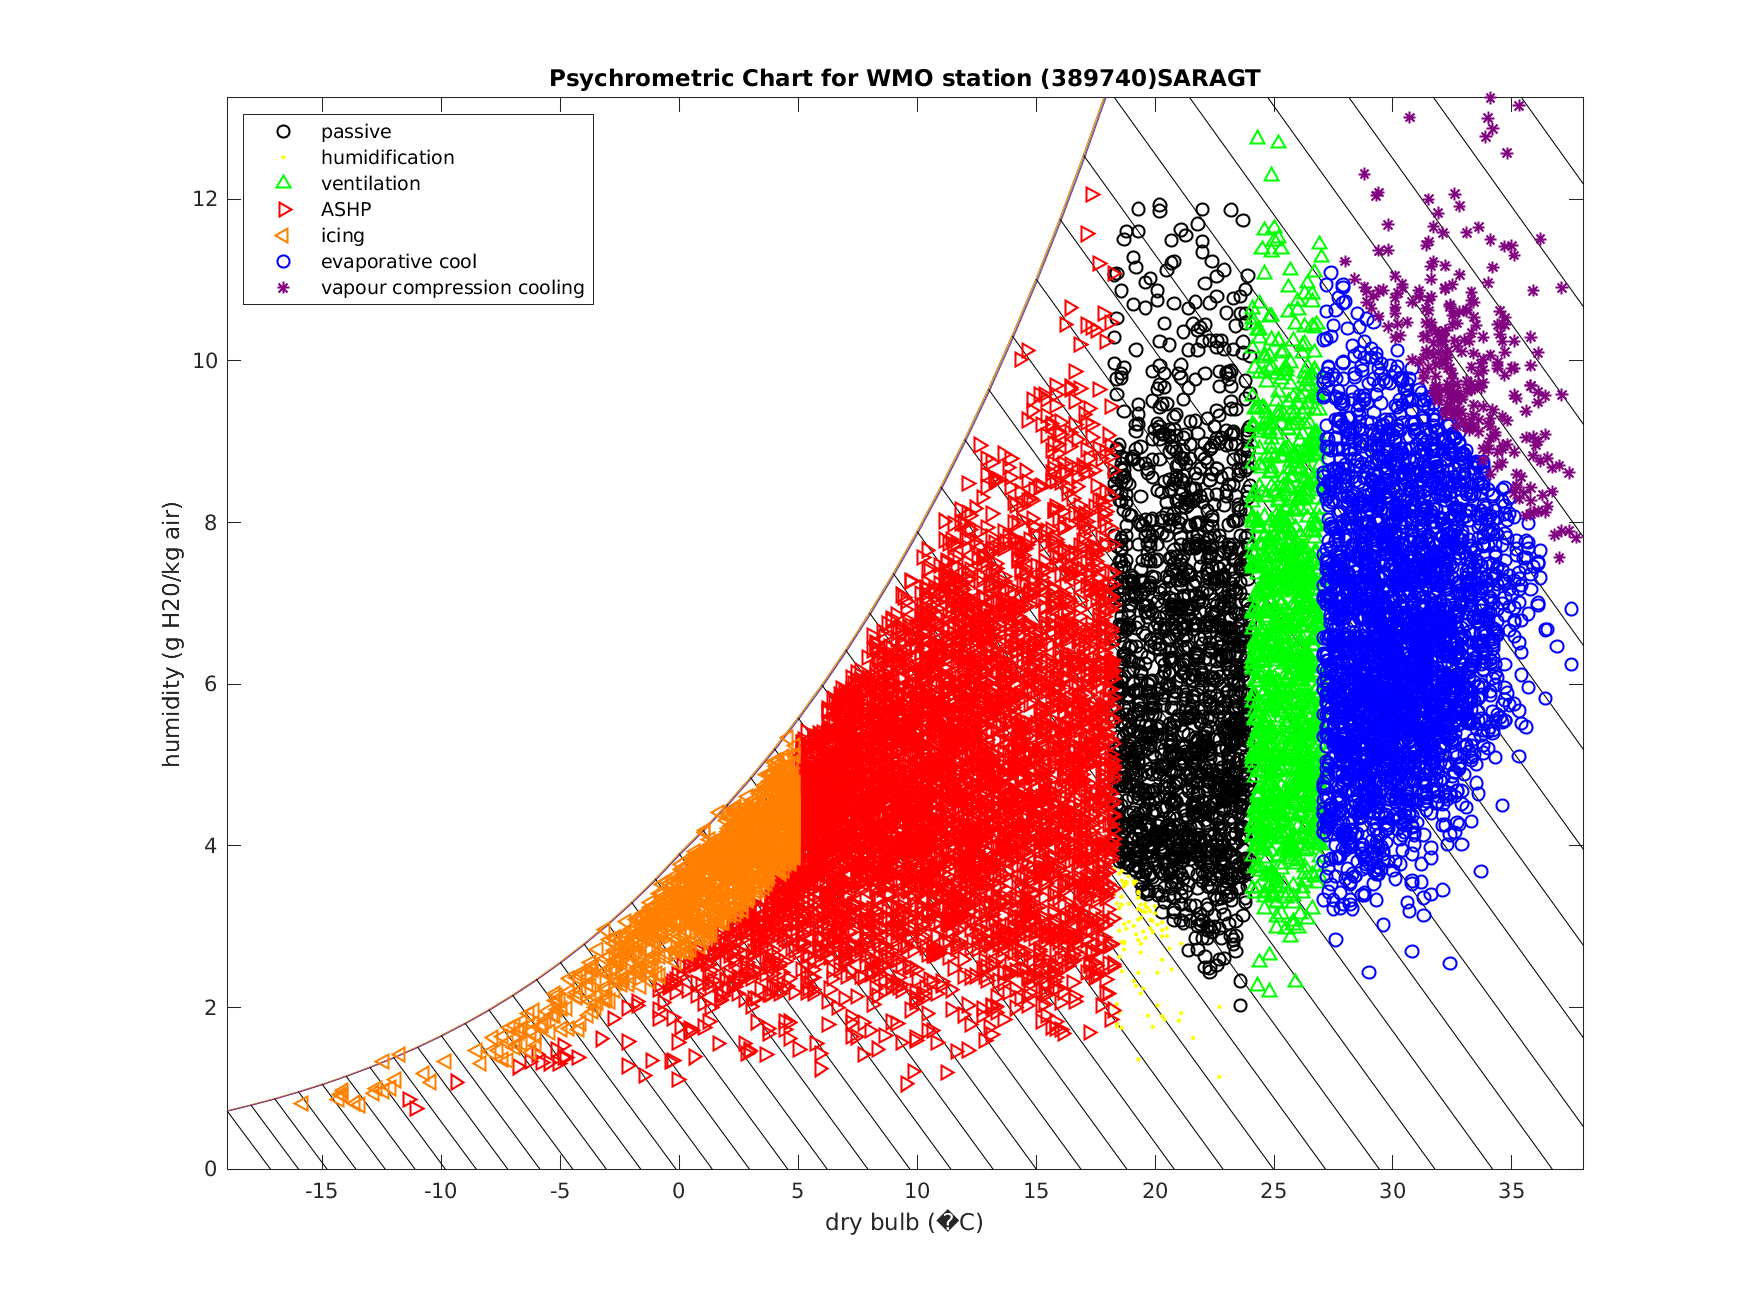 Psychrometric Chart for WMO station (389740)SARAGT
passive
humidification
ventilation
ASHP
icing
evaporative cool
vapour compression cooling
humidity (g H20/kg air)
12
10
8
6
4
2
0
-15 -10 -5 0 5 10 15 20 25 30 35
dry bulb (�C)